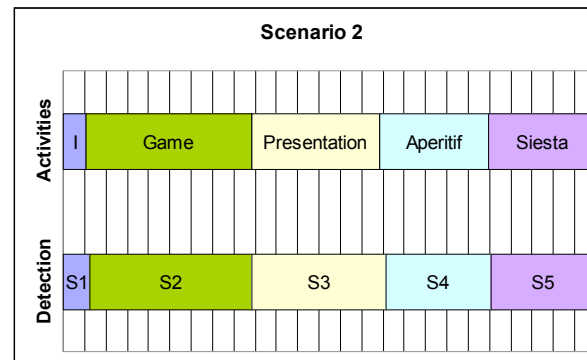 Scenario 2
Activities
I Game Presentation Aperitif Siesta
Detection
S1 S2 S3 S4 S5